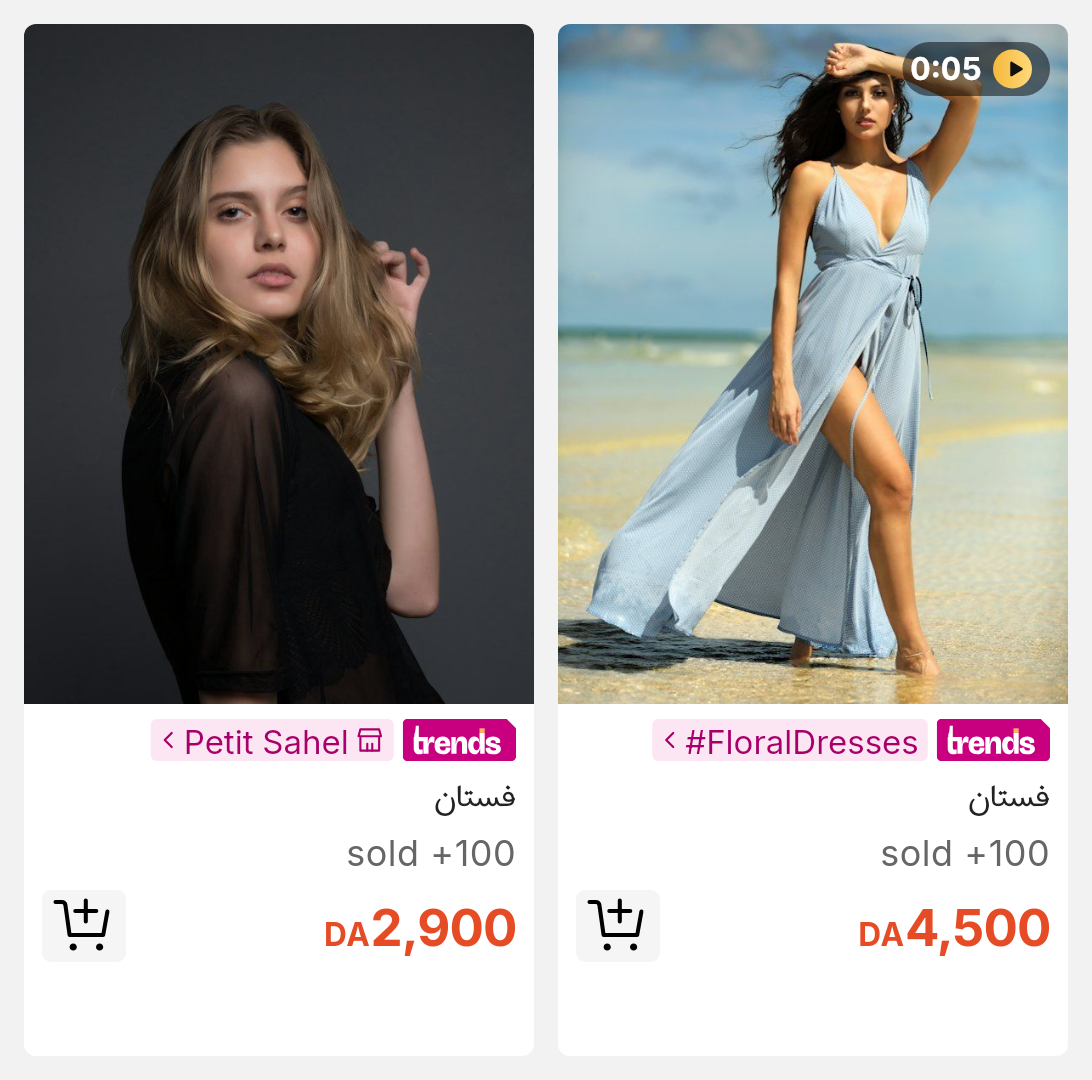 0:05
Petit Sahel trends
فستان
sold +100
DA2,900
#FloralDresses trends
فستان
sold +100
DA4,500